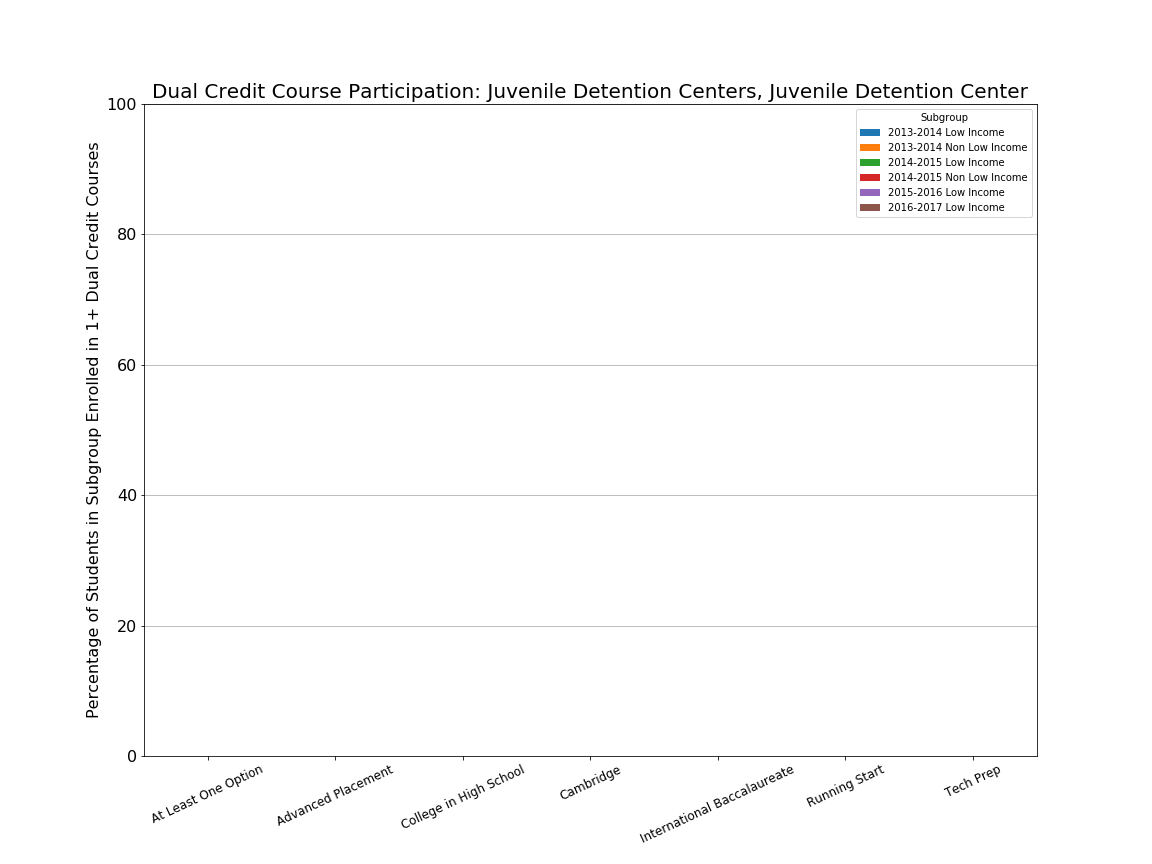 Dual Credit Course Participation: Juvenile Detention Centers, Juvenile Detention Center
Percentage of Students in Subgroup Enrolled in 1+ Dual Credit Courses
100
80
60
40
20
0
Subgroup
2013-2014 Low Income
2013-2014 Non Low Income
2014-2015 Low Income
2014-2015 Non Low Income
2015-2016 Low Income
2016-2017 Low Income
At Least One Option
Advanced Placement
College in High School
Cambridge
International Baccalaureate
Running Start
Tech Prep